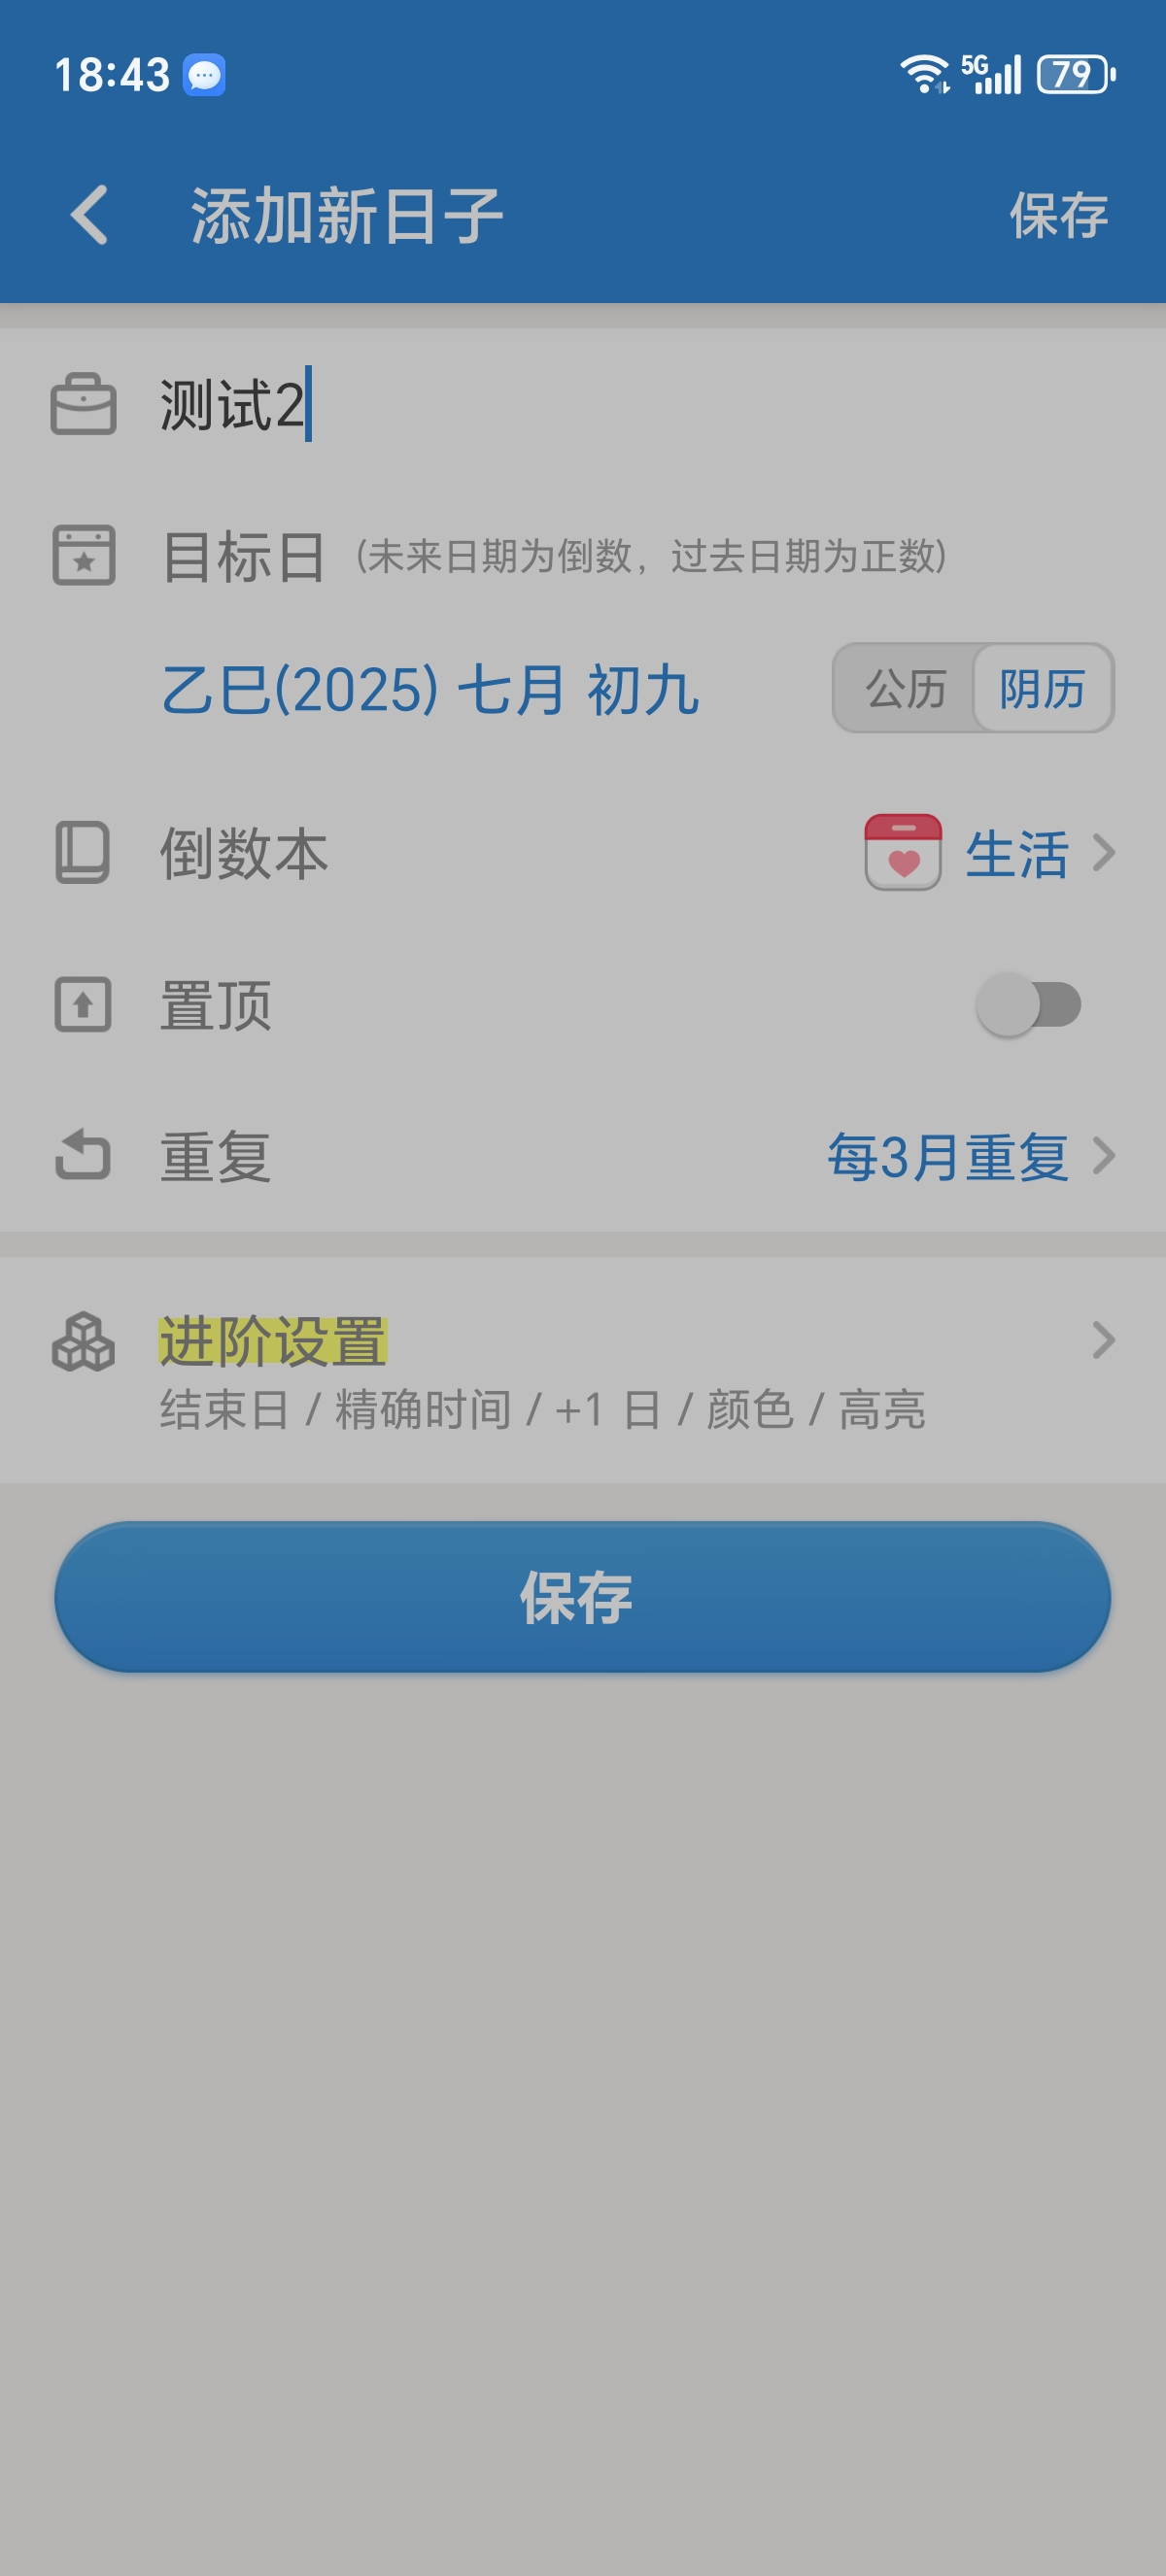 18:43 5G 79
添加新日子 保存
测试2
目标日 (未来日期为倒数，过去日期为正数)
乙巳(2025) 七月 初九 公历 阴历
倒数本 生活
置顶
重复 每3月重复
进阶设置
结束日 / 精确时间 / +1 日 / 颜色 / 高亮
保存